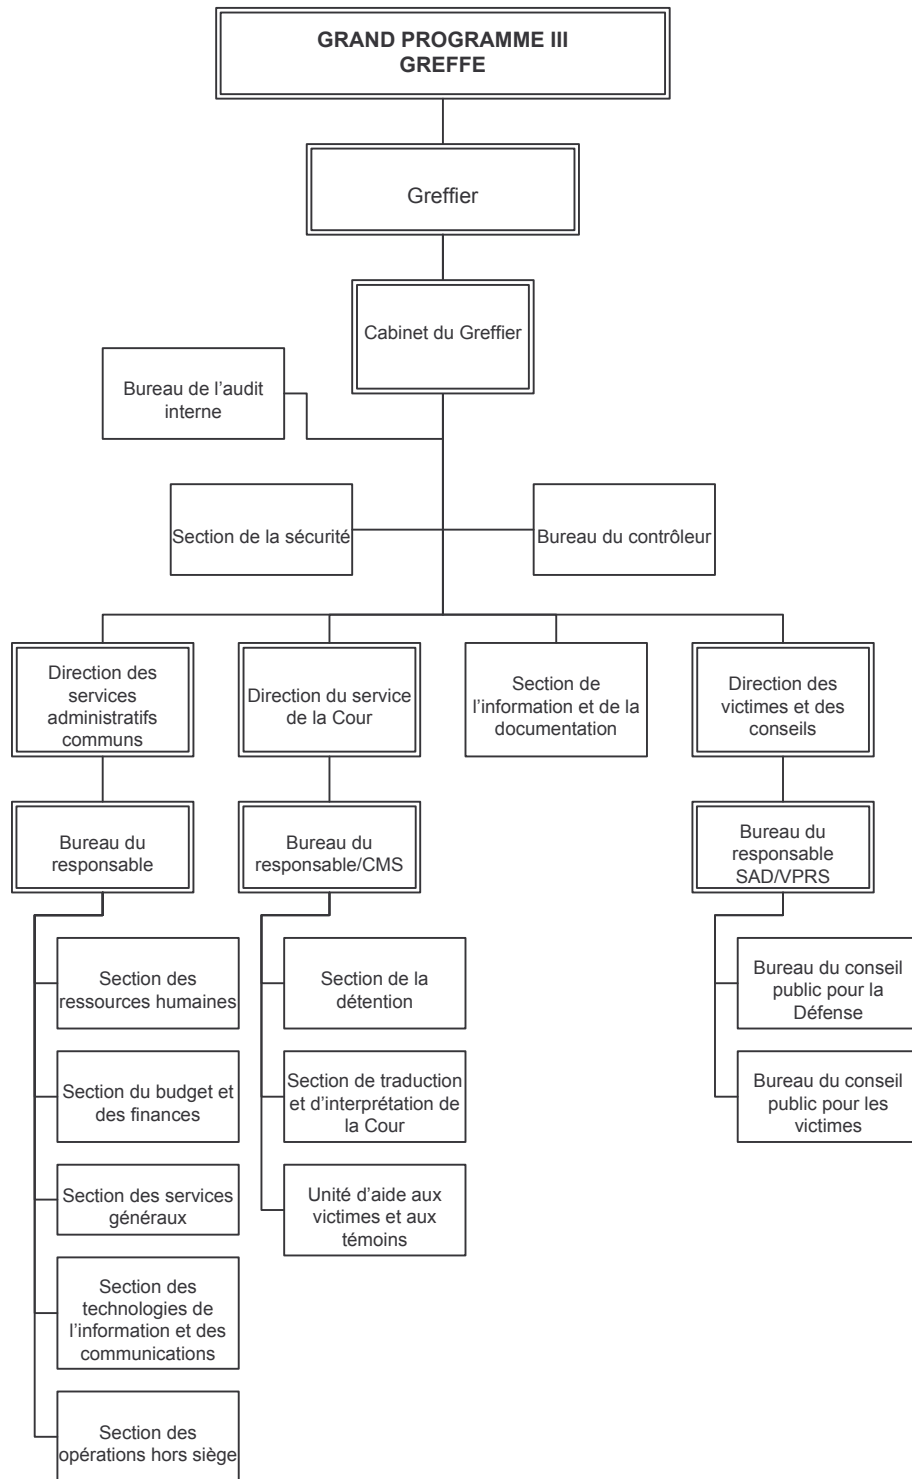 GRAND PROGRAMME III
GREFFE
Greffier
Cabinet du Greffier
Bureau de l’audit
interne
Section de la sécurité
Bureau du contrôleur
Direction des
services
administratifs
communs
Direction du service
de la Cour
Section de
l’information et de la
documentation
Direction des
victimes et des
conseils
Bureau du
responsable
Bureau du
responsable/CMS
Bureau du
responsable
SAD/VPRS
Section des
ressources humaines
Section du budget et
des finances
Section des services
généraux
Section des
technologies de
l’information et des
communications
Section des
opérations hors siège
Section de la
détention
Section de traduction
et d’interprétation de
la Cour
Unité d’aide aux
victimes et aux
témoins
Bureau du conseil
public pour la
Défense
Bureau du conseil
public pour les
victimes